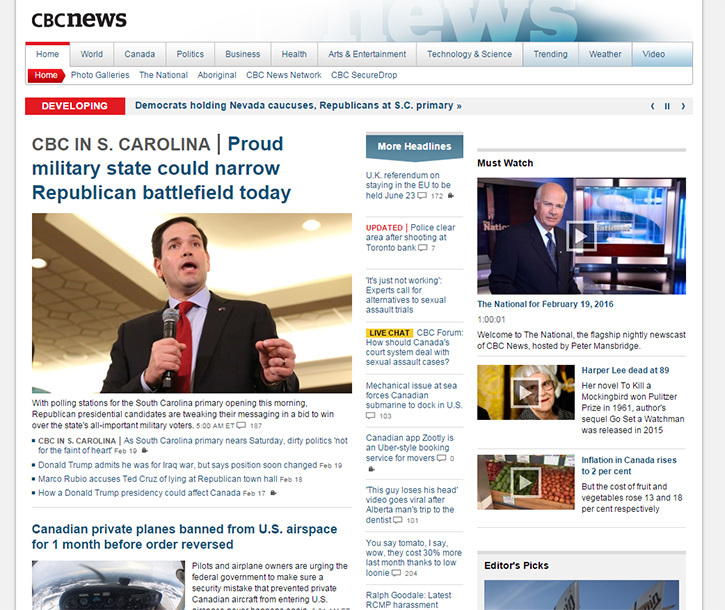 CBCnews
news
Home World Canada Politics Business Health Arts & Entertainment Technology & Science Trending Weather Video
Home Photo Galleries The National Aboriginal CBC News Network CBC SecureDrop
DEVELOPING Democrats holding Nevada caucuses, Republicans at S.C. primary »
CBC IN S. CAROLINA | Proud
military state could narrow
Republican battlefield today
With polling stations for the South Carolina primary opening this morning,
Republican presidential candidates are tweaking their messaging in a bid to win
over the state's all-important military voters. 5:00 AM ET 187
CBC IN S. CAROLINA | As South Carolina primary nears Saturday, dirty politics 'not
for the faint of heart' Feb 19
Donald Trump admits he was for Iraq war, but says position soon changed Feb 19
Marco Rubio accuses Ted Cruz of lying at Republican town hall Feb 18
How a Donald Trump presidency could affect Canada Feb 17
Canadian private planes banned from U.S. airspace
for 1 month before order reversed
Pilots and airplane owners are urging the
federal government to make sure a
security mistake that prevented private
Canadian aircraft from entering U.S.
More Headlines
U.K. referendum on
staying in the EU to be
held June 23 172
UPDATED | Police clear
area after shooting at
Toronto bank 7
'It's just not working':
Experts call for
alternatives to sexual
assault trials
LIVE CHAT CBC Forum:
How should Canada's
court system deal with
sexual assault cases?
Mechanical issue at sea
forces Canadian
submarine to dock in U.S.
103
Canadian app Zootly is
an Uber-style booking
service for movers 0
'This guy loses his head'
video goes viral after
Alberta man's trip to the
dentist 101
You say tomato, I say,
wow, they cost 30% more
last month thanks to low
loonie 204
Ralph Goodale: Latest
RCMP harassment
Must Watch
National
The National for February 19, 2016
1:00:01
Welcome to The National, the flagship nightly newscast
of CBC News, hosted by Peter Mansbridge.
Harper Lee dead at 89
Her novel To Kill a
Mockingbird won Pulitzer
Prize in 1961, author's
sequel Go Set a Watchman
was released in 2015
Inflation in Canada rises
to 2 per cent
But the cost of fruit and
vegetables rose 13 and 18
per cent respectively
Editor's Picks